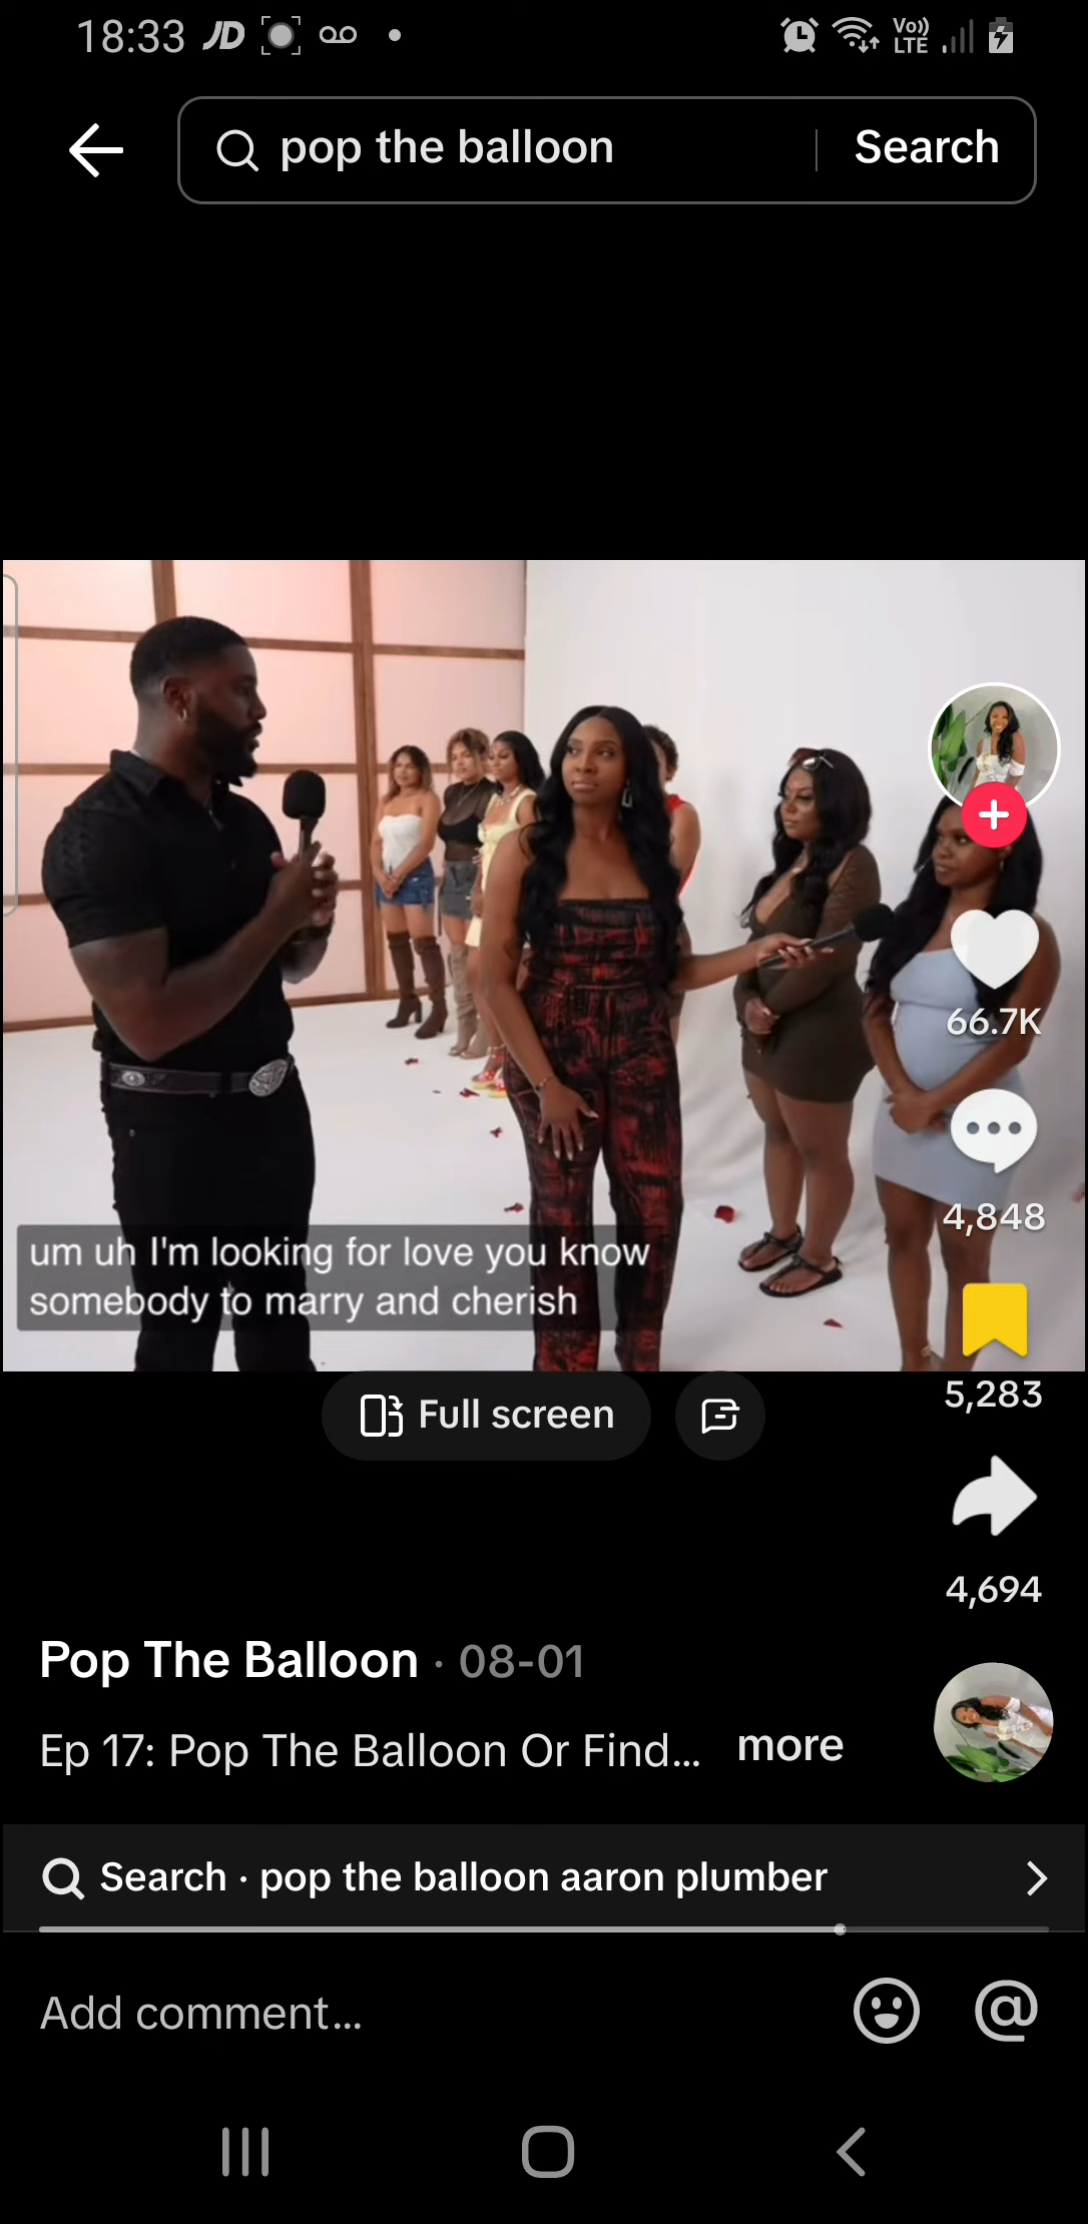 18:33 JD
Vo)) LTE
pop the balloon
Search
um uh I'm looking for love you know
somebody to marry and cherish
66.7K
4,848
5,283
4,694
Full screen
Pop The Balloon · 08-01
Ep 17: Pop The Balloon Or Find... more
Search · pop the balloon aaron plumber
Add comment...